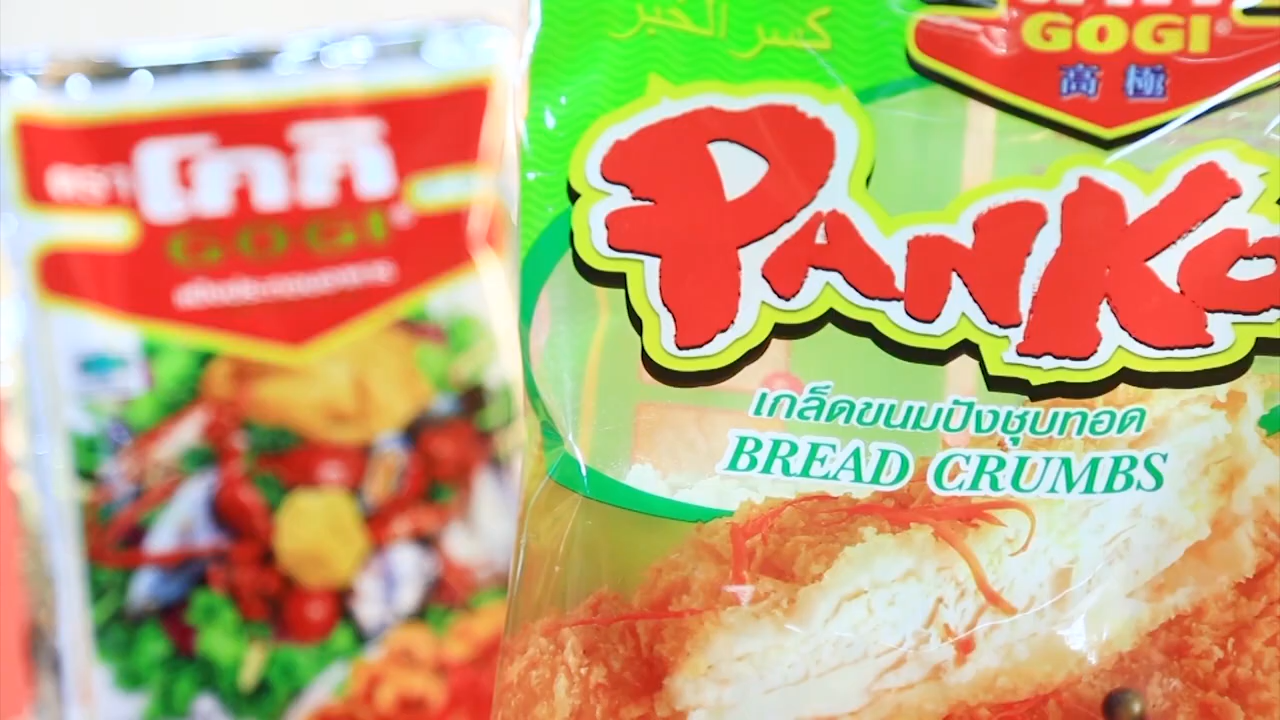 ตรา โกกิ
GOGI
كسر الخبز
GOGI
高極
PANKO
เกล็ดขนมปังชุบทอด
BREAD CRUMBS